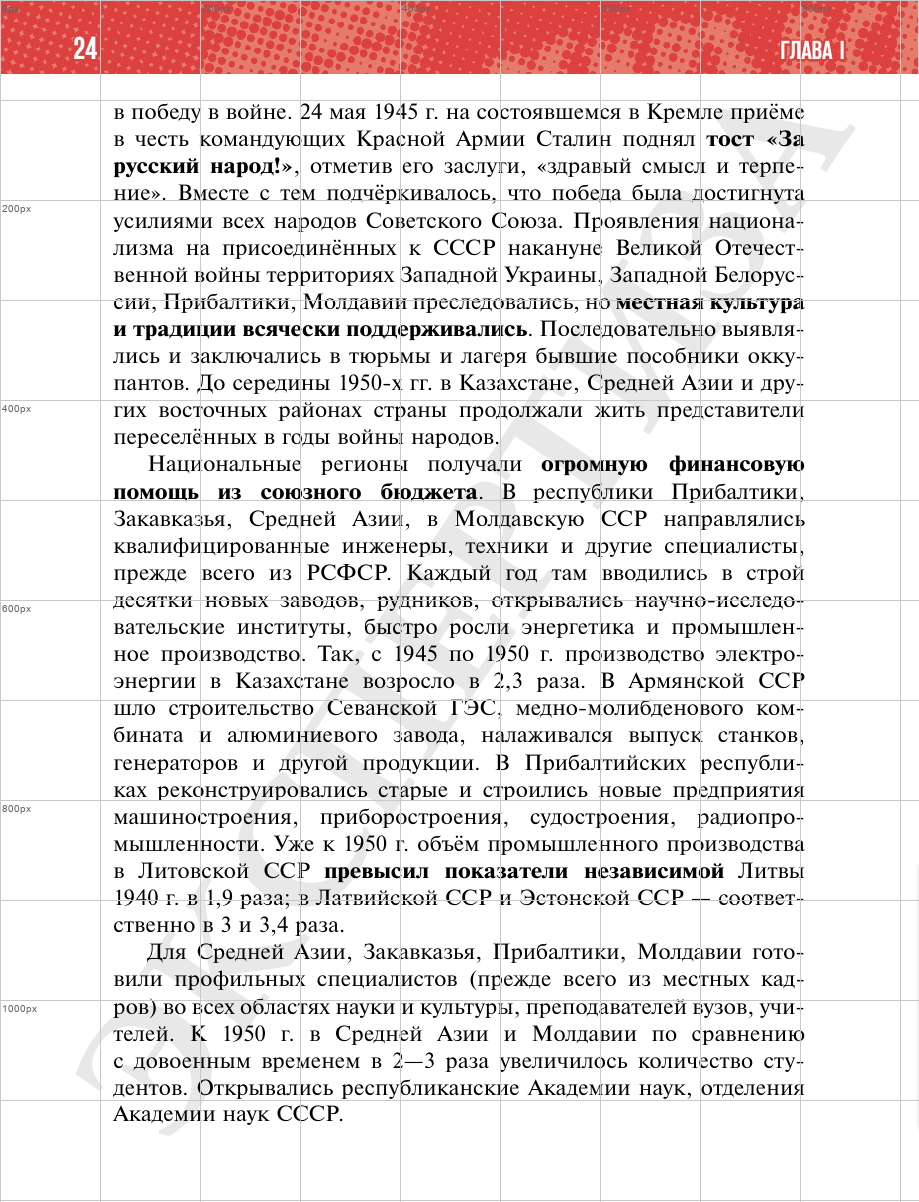 24
ГЛАВА I
в победу в войне. 24 мая 1945 г. на состоявшемся в Кремле приёме
в честь командующих Красной Армии Сталин поднял тост «За
русский народ!», отметив его заслуги, «здравый смысл и терпе-
ние». Вместе с тем подчёркивалось, что победа была достигнута
усилиями всех народов Советского Союза. Проявления национа-
лизма на присоединённых к СССР накануне Великой Отечест-
венной войны территориях Западной Украины, Западной Белорус-
сии, Прибалтики, Молдавии преследовались, но местная культура
и традиции всячески поддерживались. Последовательно выявля-
лись и заключались в тюрьмы и лагеря бывшие пособники окку-
пантов. До середины 1950-х гг. в Казахстане, Средней Азии и дру-
гих восточных районах страны продолжали жить представители
переселённых в годы войны народов.
Национальные регионы получали огромную финансовую
помощь из союзного бюджета. В республики Прибалтики,
Закавказья, Средней Азии, в Молдавскую ССР направлялись
квалифицированные инженеры, техники и другие специалисты,
прежде всего из РСФСР. Каждый год там вводились в строй
десятки новых заводов, рудников, открывались научно-исследо-
вательские институты, быстро росли энергетика и промышлен-
ное производство. Так, с 1945 по 1950 г. производство электро-
энергии в Казахстане возросло в 2,3 раза. В Армянской ССР
шло строительство Севанской ГЭС, медно-молибденового ком-
бината и алюминиевого завода, налаживался выпуск станков,
генераторов и другой продукции. В Прибалтийских республи-
ках реконструировались старые и строились новые предприятия
машиностроения, приборостроения, судостроения, радиопро-
мышленности. Уже к 1950 г. объём промышленного производства
в Литовской ССР превысил показатели независимой Литвы
1940 г. в 1,9 раза; в Латвийской ССР и Эстонской ССР — соответ-
ственно в 3 и 3,4 раза.
Для Средней Азии, Закавказья, Прибалтики, Молдавии гото-
вили профильных специалистов (прежде всего из местных кад-
ров) во всех областях науки и культуры, преподавателей вузов, учи-
телей. К 1950 г. в Средней Азии и Молдавии по сравнению
с довоенным временем в 2—3 раза увеличилось количество сту-
дентов. Открывались республиканские Академии наук, отделения
Академии наук СССР.
ЭКСПЕРТИЗА
200px
400px
600px
800px
1000px